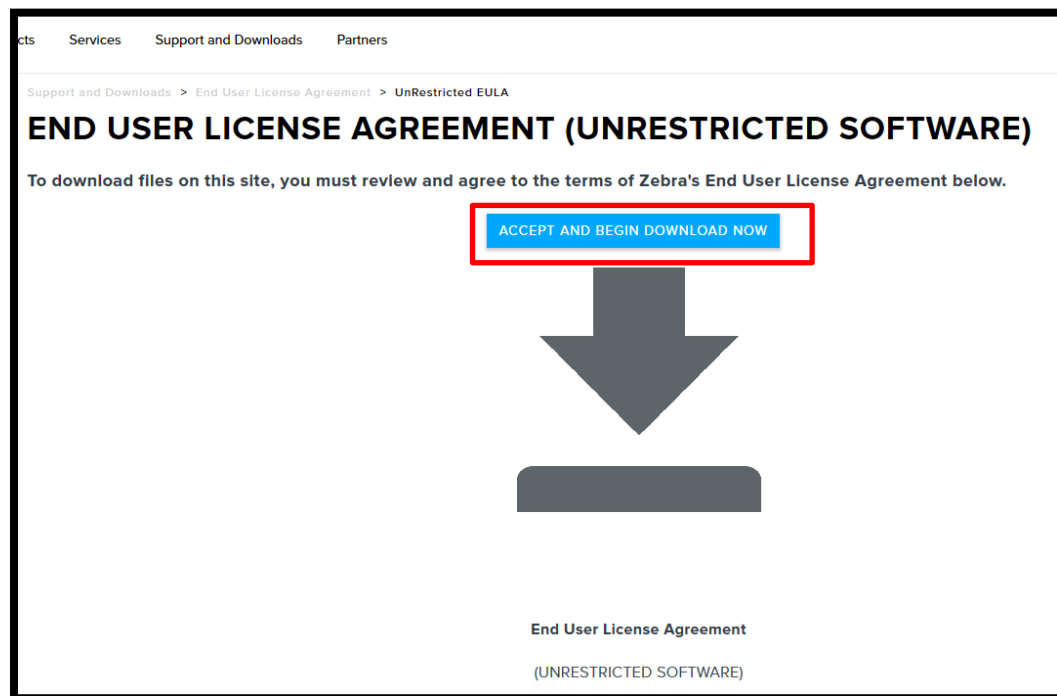 cts Services Support and Downloads Partners
Support and Downloads > End User License Agreement > UnRestricted EULA
END USER LICENSE AGREEMENT (UNRESTRICTED SOFTWARE)
To download files on this site, you must review and agree to the terms of Zebra's End User License Agreement below.
ACCEPT AND BEGIN DOWNLOAD NOW
End User License Agreement
(UNRESTRICTED SOFTWARE)